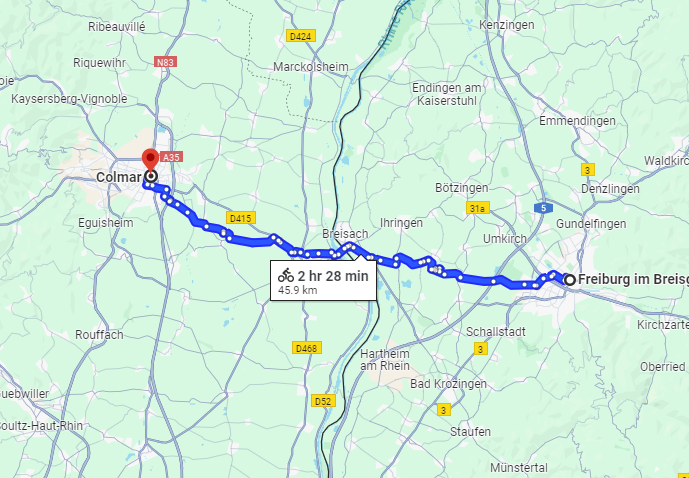 Ribeauvillé
Kenzingen
D424
Riquewihr
N83
Marckolsheim
Endingen am
Kaiserstuhl
Kaysersberg-Vignoble
Emmendingen
A35
Waldkirc
3
Colmar
Bötzingen
Denzlingen
31a
5
D415
Ihringen
Gundelfingen
Eguisheim
Breisach
Umkirch
2 hr 28 min
45.9 km
Freiburg im Breisg
Kirchzarte
Rouffach
Schallstadt
D468
3
Hartheim
am Rhein
Oberried
Bad Krozingen
uebwiller
D52
3
Soultz-Haut-Rhin
Staufen
Münstertal